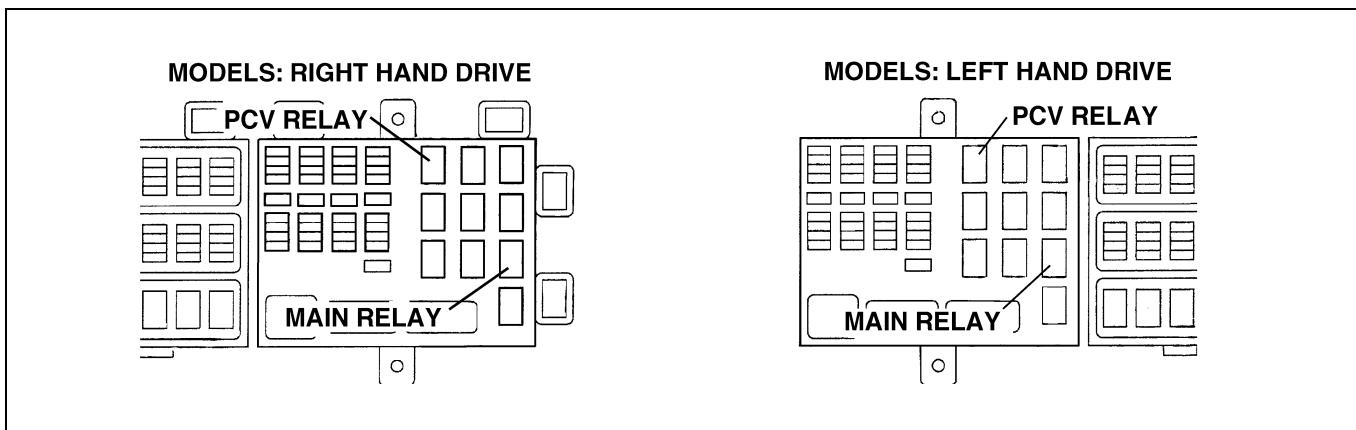 MODELS: RIGHT HAND DRIVE
PCV RELAY
MAIN RELAY
MODELS: LEFT HAND DRIVE
PCV RELAY
MAIN RELAY